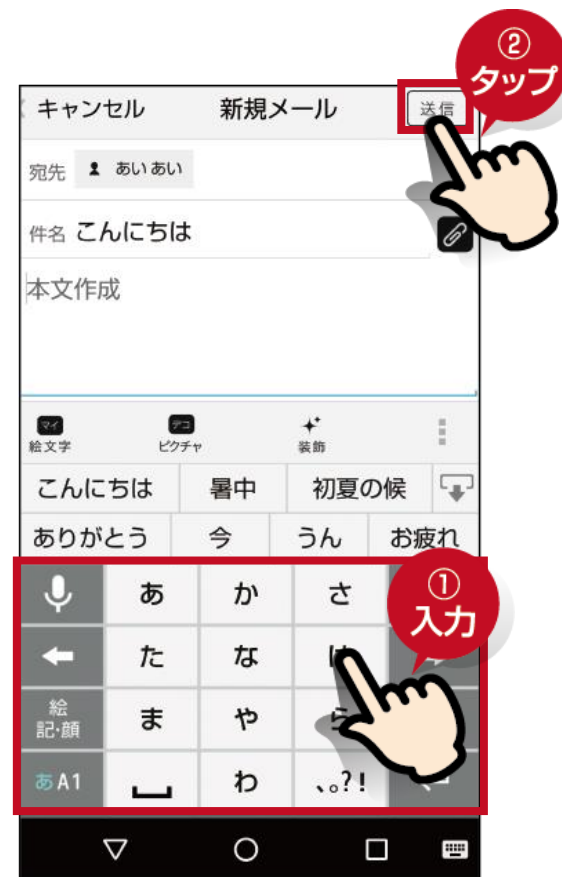 ②
タップ
キャンセル 新規メール 送信
宛先 あい あい
件名 こんにちは
本文作成
マイ デコ
絵文字 ピクチャ 装飾
こんにちは 暑中 初夏の候
ありがとう 今 うん お疲れ
①
入力
あ か さ
た な は
絵
記・顔 ま や ら
あA1 わ 、。?!